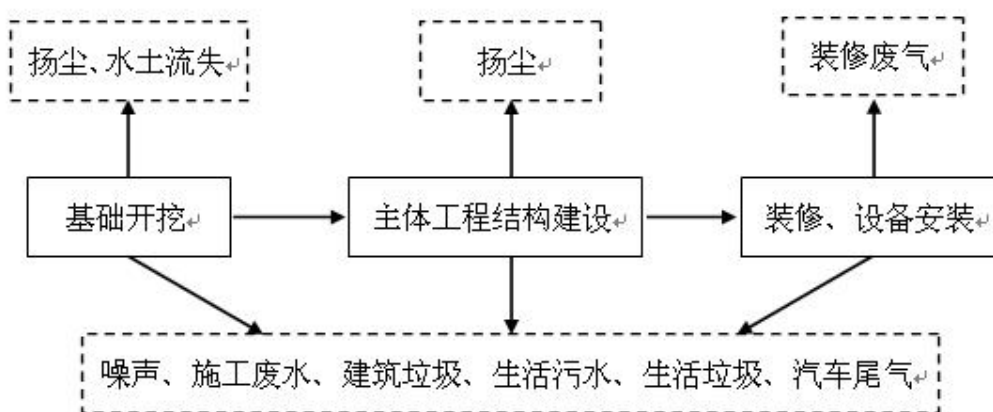 扬尘、水土流失
扬尘
装修废气
基础开挖
主体工程结构建设
装修、设备安装
噪声、施工废水、建筑垃圾、生活污水、生活垃圾、汽车尾气